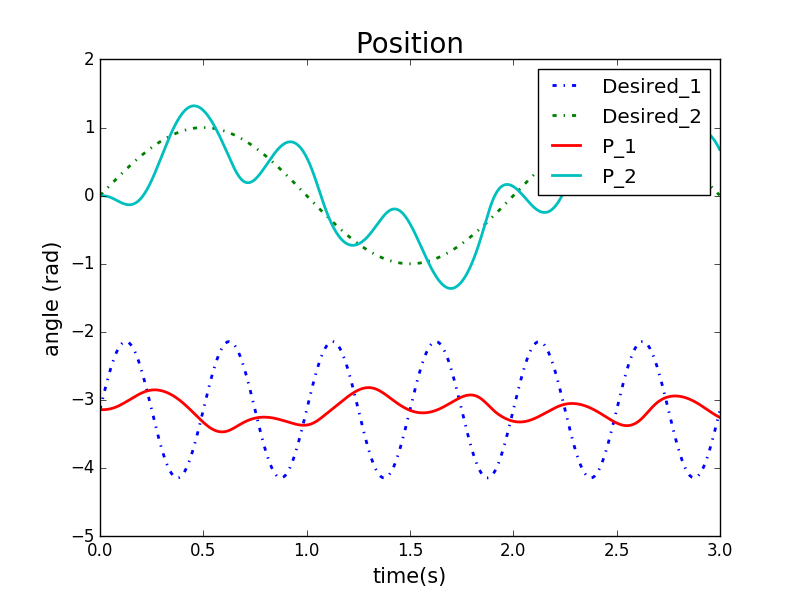 Position
Desired_1
Desired_2
P_1
P_2
2
1
0
−1
−2
−3
−4
−5
angle (rad)
0.0 0.5 1.0 1.5 2.0 2.5 3.0
time(s)